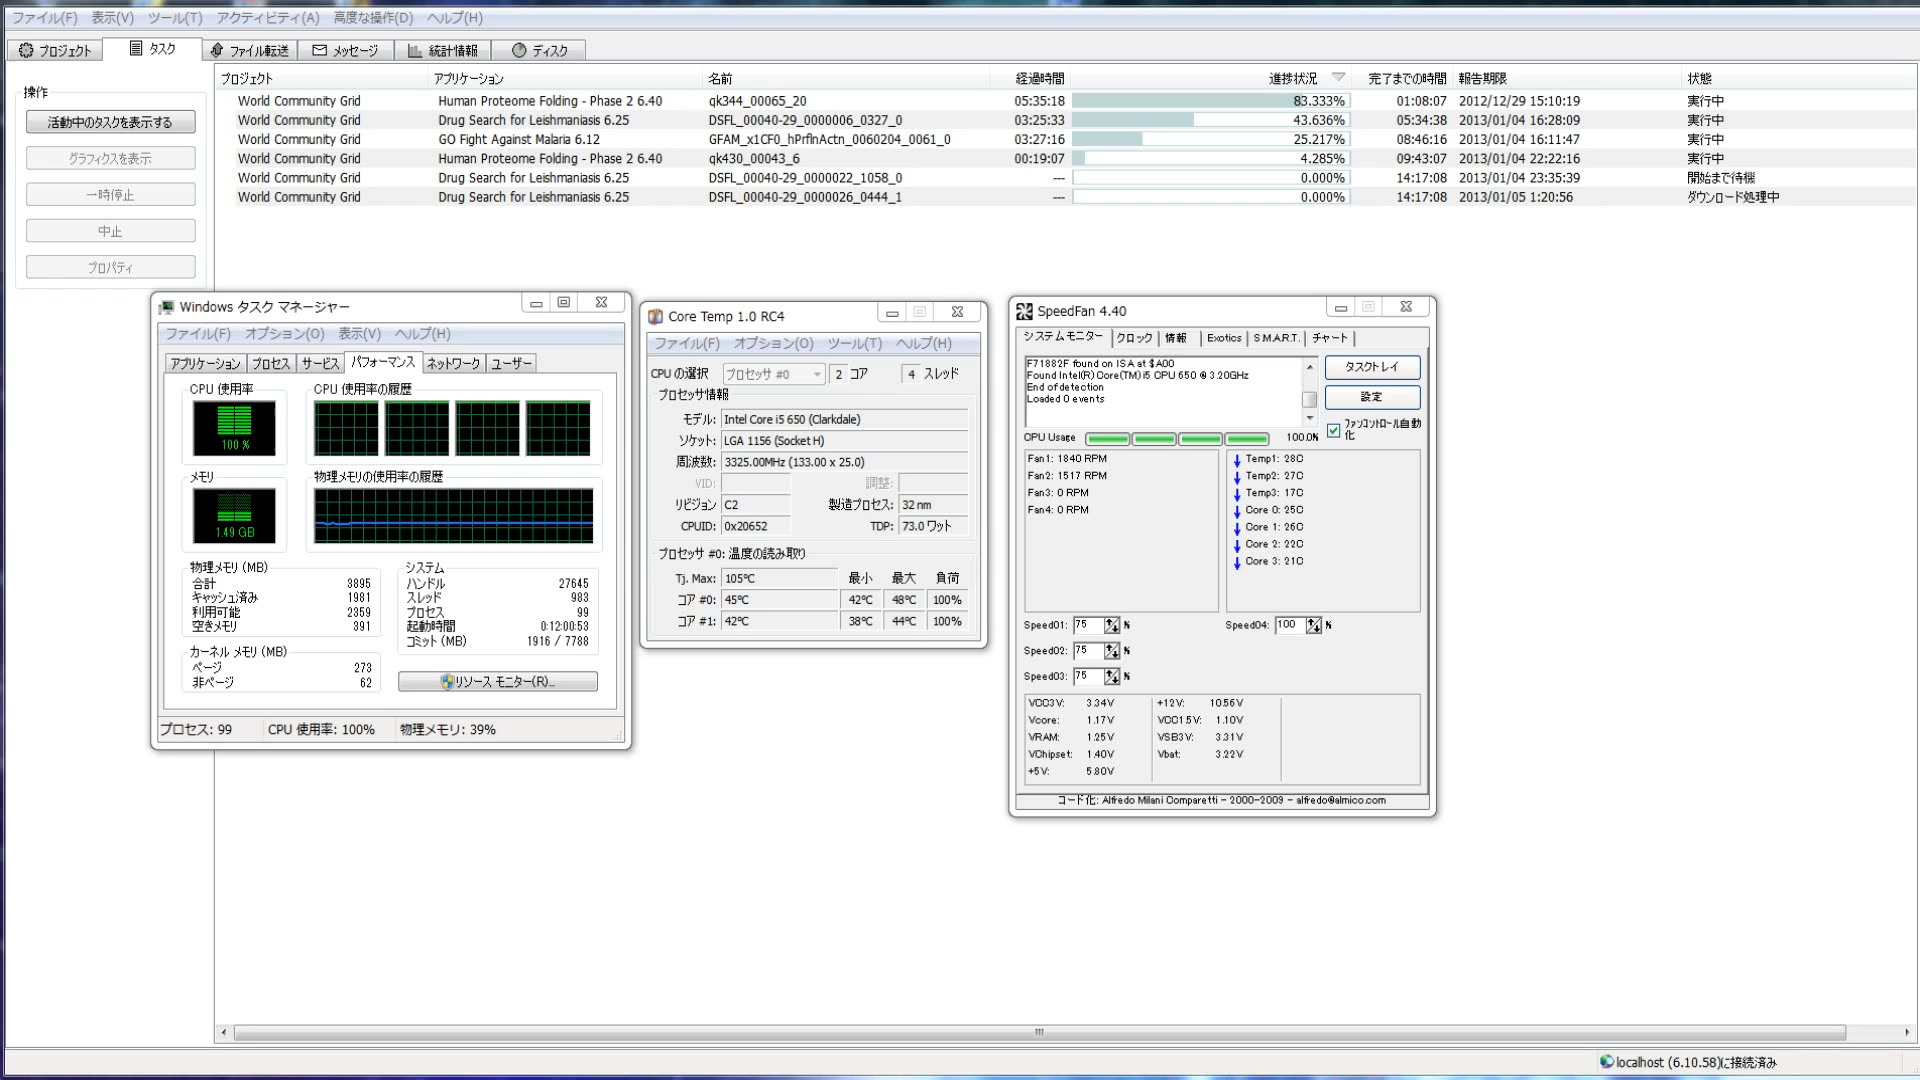 ファイル(F) 表示(V) ツール(T) アクティビティ(A) 高度な操作(D) ヘルプ(H)
プロジェクト タスク ファイル転送 メッセージ 統計情報 ディスク
操作
活動中のタスクを表示する
グラフィクスを表示
一時停止
中止
プロパティ
プロジェクト アプリケーション 名前 経過時間 進捗状況 完了までの時間 報告期限 状態
World Community Grid Human Proteome Folding - Phase 2 6.40 qk344_00065_20 05:35:18 83.333% 01:08:07 2012/12/29 15:10:19 実行中
World Community Grid Drug Search for Leishmaniasis 6.25 DSFL_00040-29_0000006_0327_0 03:25:33 43.636% 05:34:38 2013/01/04 16:28:09 実行中
World Community Grid GO Fight Against Malaria 6.12 GFAM_x1CF0_hPrflnActn_0060204_0061_0 03:27:16 25.217% 08:46:16 2013/01/04 16:11:47 実行中
World Community Grid Human Proteome Folding - Phase 2 6.40 qk430_00043_6 00:19:07 4.285% 09:43:07 2013/01/04 22:22:16 実行中
World Community Grid Drug Search for Leishmaniasis 6.25 DSFL_00040-29_0000022_1058_0 --- 0.000% 14:17:08 2013/01/04 23:35:39 開始まで待機
World Community Grid Drug Search for Leishmaniasis 6.25 DSFL_00040-29_0000026_0444_1 --- 0.000% 14:17:08 2013/01/05 1:20:56 ダウンロード処理中
Windows タスク マネージャー
ファイル(F) オプション(O) 表示(V) ヘルプ(H)
アプリケーション プロセス サービス パフォーマンス ネットワーク ユーザー
CPU 使用率 CPU 使用率の履歴
100 %
メモリ 物理メモリの使用率の履歴
1.49 GB
物理メモリ (MB)
合計 3895
キャッシュ済み 1981
利用可能 2359
空きメモリ 391
カーネル メモリ (MB)
ページ 273
非ページ 62
システム
ハンドル 27645
スレッド 983
プロセス 99
起動時間 0:12:00:53
コミット (MB) 1916 / 7788
リソース モニター(R)...
プロセス: 99 CPU 使用率: 100% 物理メモリ: 39%
Core Temp 1.0 RC4
ファイル(F) オプション(O) ツール(T) ヘルプ(H)
CPU の選択 プロセッサ #0 2 コア 4 スレッド
プロセッサ情報
モデル: Intel Core i5 650 (Clarkdale)
ソケット: LGA 1156 (Socket H)
周波数: 3325.00MHz (133.00 x 25.0)
VID: 調整:
リビジョン C2 製造プロセス: 32 nm
CPUID: 0x20652 TDP: 73.0 ワット
プロセッサ #0: 温度の読み取り
Tj. Max: 105℃ 最小 最大 負荷
コア #0: 45℃ 42℃ 48℃ 100%
コア #1: 42℃ 38℃ 44℃ 100%
SpeedFan 4.40
システムモニター クロック 情報 Exotics S.M.A.R.T. チャート
F71882F found on ISA at $A00
Found Intel(R) Core(TM) i5 CPU 650 @ 3.20GHz
End of detection
Loaded 0 events
タスクトレイ
設定
ファンコントロール自動化
CPU Usage 100.0%
Fan1: 1840 RPM
Fan2: 1517 RPM
Fan3: 0 RPM
Fan4: 0 RPM
Temp1: 28C
Temp2: 27C
Temp3: 17C
Core 0: 25C
Core 1: 26C
Core 2: 22C
Core 3: 21C
Speed01: 75 % Speed04: 100 %
Speed02: 75 %
Speed03: 75 %
VCC3V: 3.34V +12V: 10.56V
Vcore: 1.17V VCC1.5V: 1.10V
VRAM: 1.25V VSB3V: 3.31V
VChipset: 1.40V Vbat: 3.22V
+5V: 5.80V
コード化: Alfredo Milani Comparetti - 2000-2009 - alfredo@almico.com
localhost (6.10.58)に接続済み